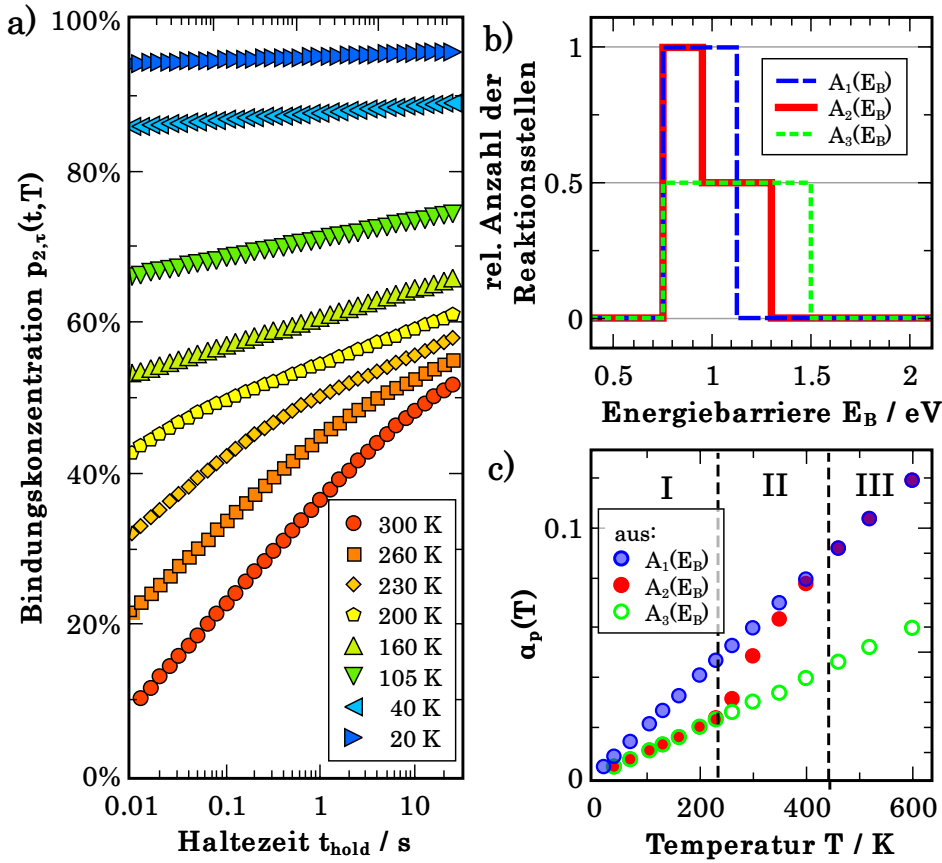 a)
Bindungskonzentration p2,τ(t,T)
100%
80%
60%
40%
20%
0%
300 K
260 K
230 K
200 K
160 K
105 K
40 K
20 K
0.01 0.1 1 10
Haltezeit thold / s
b)
rel. Anzahl der
Reaktionsstellen
1
0.5
0
A1(EB)
A2(EB)
A3(EB)
0.5 1 1.5 2
Energiebarriere EB / eV
c)
αp(T)
0.1
0
I II III
aus:
A1(EB)
A2(EB)
A3(EB)
0 200 400 600
Temperatur T / K